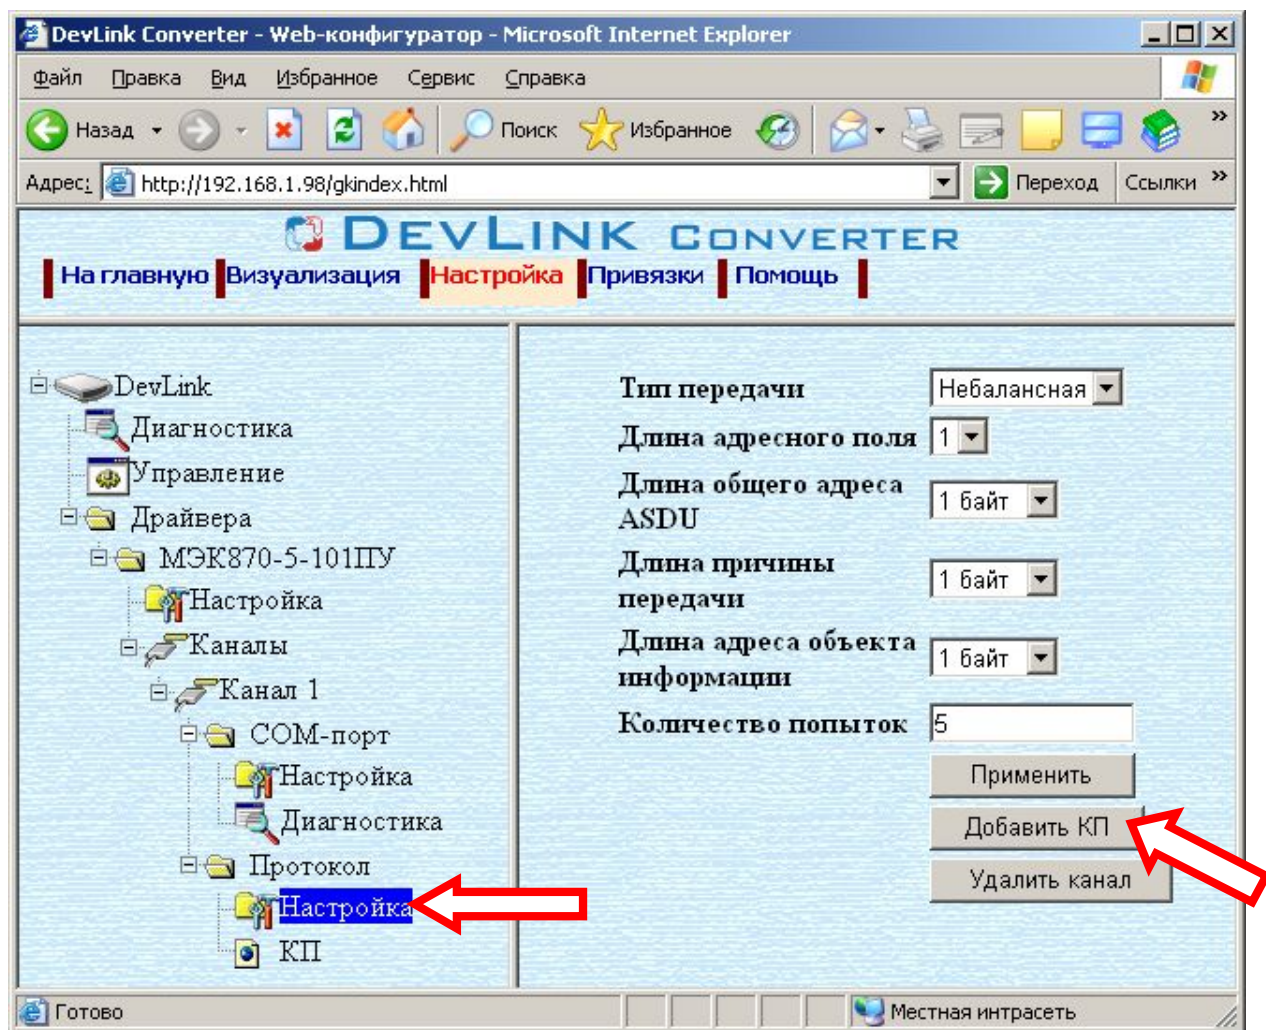 DevLink Converter - Web-конфигуратор - Microsoft Internet Explorer
Файл Правка Вид Избранное Сервис Справка
Назад Поиск Избранное »
Адрес: http://192.168.1.98/gkindex.html Переход Ссылки »
DEVLINK CONVERTER
На главную Визуализация Настройка Привязки Помощь
DevLink
Диагностика
Управление
Драйвера
МЭК870-5-101ПУ
Настройка
Каналы
Канал 1
COM-порт
Настройка
Диагностика
Протокол
Настройка
КП
Тип передачи Небалансная
Длина адресного поля 1
Длина общего адреса
ASDU 1 байт
Длина причины
передачи 1 байт
Длина адреса объекта
информации 1 байт
Количество попыток 5
Применить
Добавить КП
Удалить канал
Готово Местная интрасеть